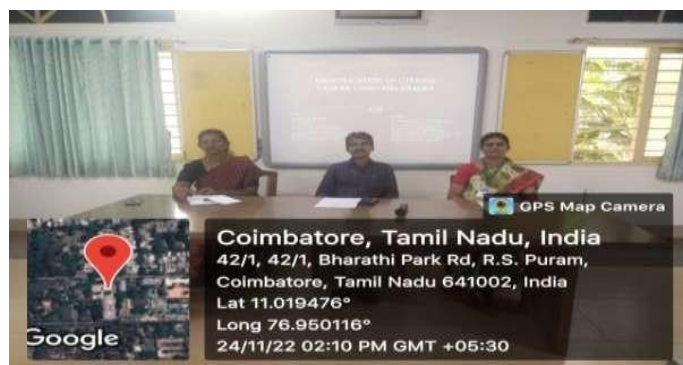 GPS Map Camera
Coimbatore, Tamil Nadu, India
42/1, 42/1, Bharathi Park Rd, R.S. Puram,
Coimbatore, Tamil Nadu 641002, India
Lat 11.019476°
Long 76.950116°
24/11/22 02:10 PM GMT +05:30
Google